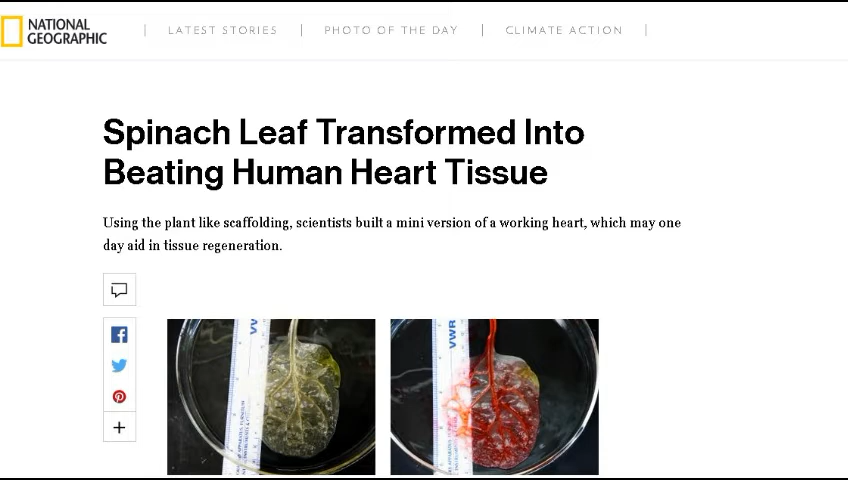 NATIONAL
GEOGRAPHIC
LATEST STORIES
PHOTO OF THE DAY
CLIMATE ACTION
Spinach Leaf Transformed Into
Beating Human Heart Tissue
Using the plant like scaffolding, scientists built a mini version of a working heart, which may one
day aid in tissue regeneration.
VWR